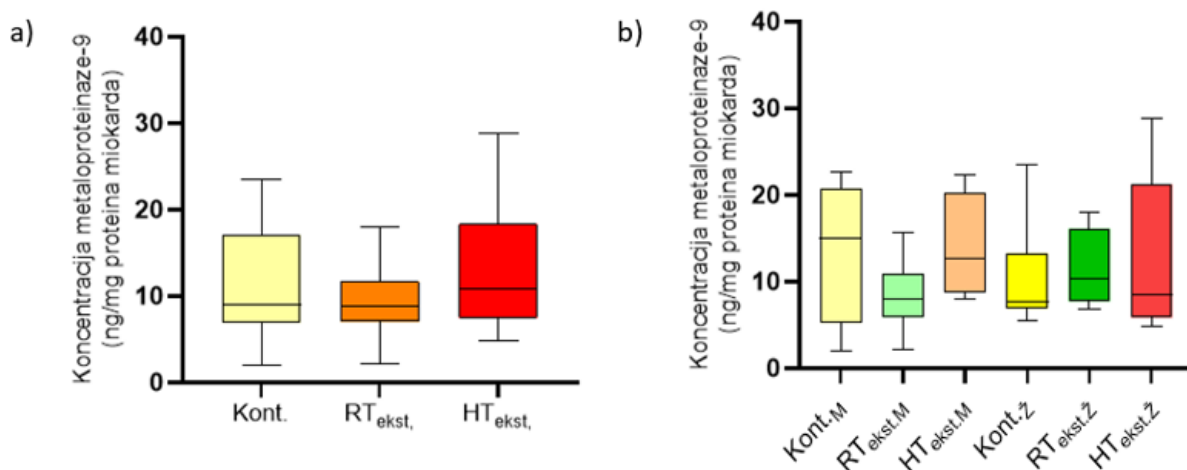 a)
Koncentracija metaloproteinaze-9
(ng/mg proteina miokarda)
40
30
20
10
0
Kont.
RTekst,
HTekst,
b)
Koncentracija metaloproteinaze-9
(ng/mg proteina miokarda)
40
30
20
10
0
Kont.M
RTekst.M
HTekst.M
Kont.Ž
RTekst.Ž
HTekst.Ž